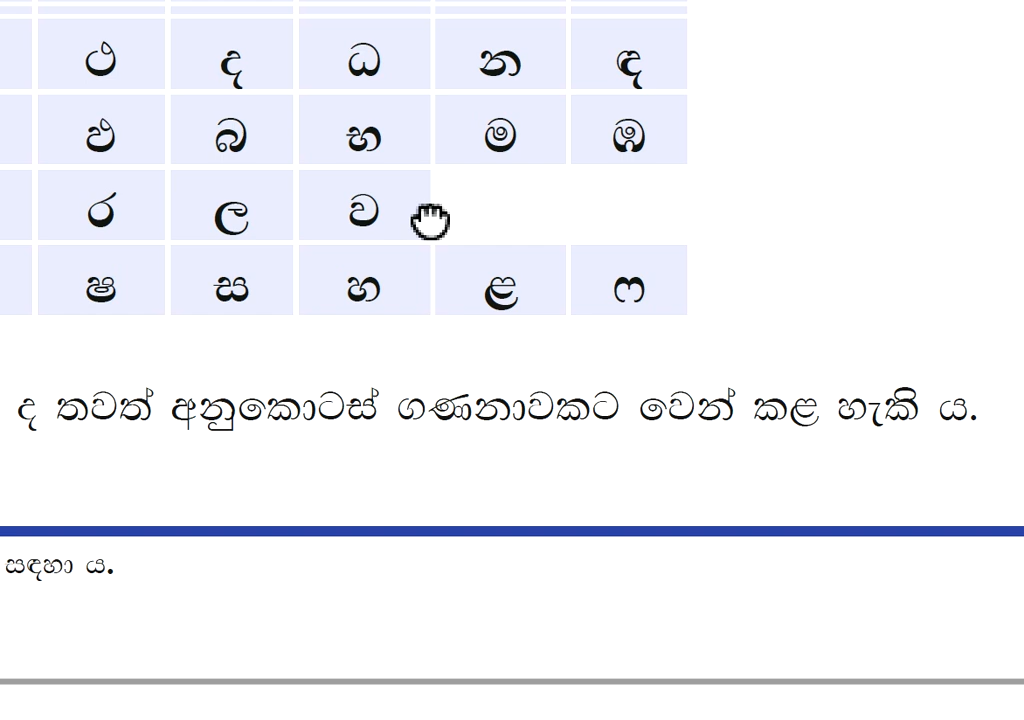 ථ ද ධ න ඳ
ඵ බ භ ම ඹ
ර ල ව
ෂ ස හ ළ ෆ
ද තවත් අනුකොටස් ගණනාවකට වෙන් කළ හැකි ය.
සඳහා ය.